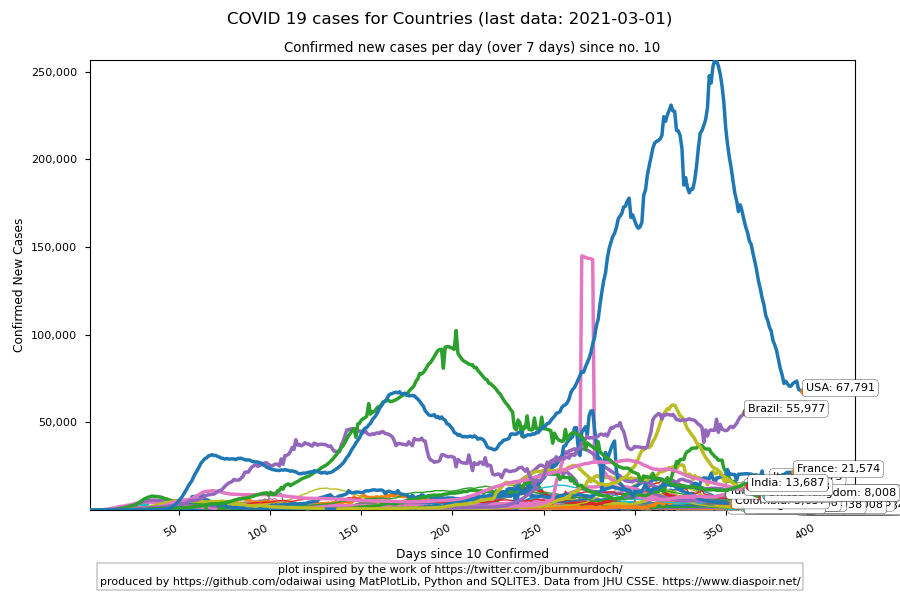 COVID 19 cases for Countries (last data: 2021-03-01)
Confirmed new cases per day (over 7 days) since no. 10
250,000
200,000
150,000
100,000
50,000
Confirmed New Cases
USA: 67,791
Brazil: 55,977
France: 21,574
India: 13,687
dom: 8,008
50
100
150
200
250
300
350
400
Days since 10 Confirmed
plot inspired by the work of https://twitter.com/jburnmurdoch/
produced by https://github.com/odaiwai using MatPlotLib, Python and SQLITE3. Data from JHU CSSE. https://www.diaspoir.net/